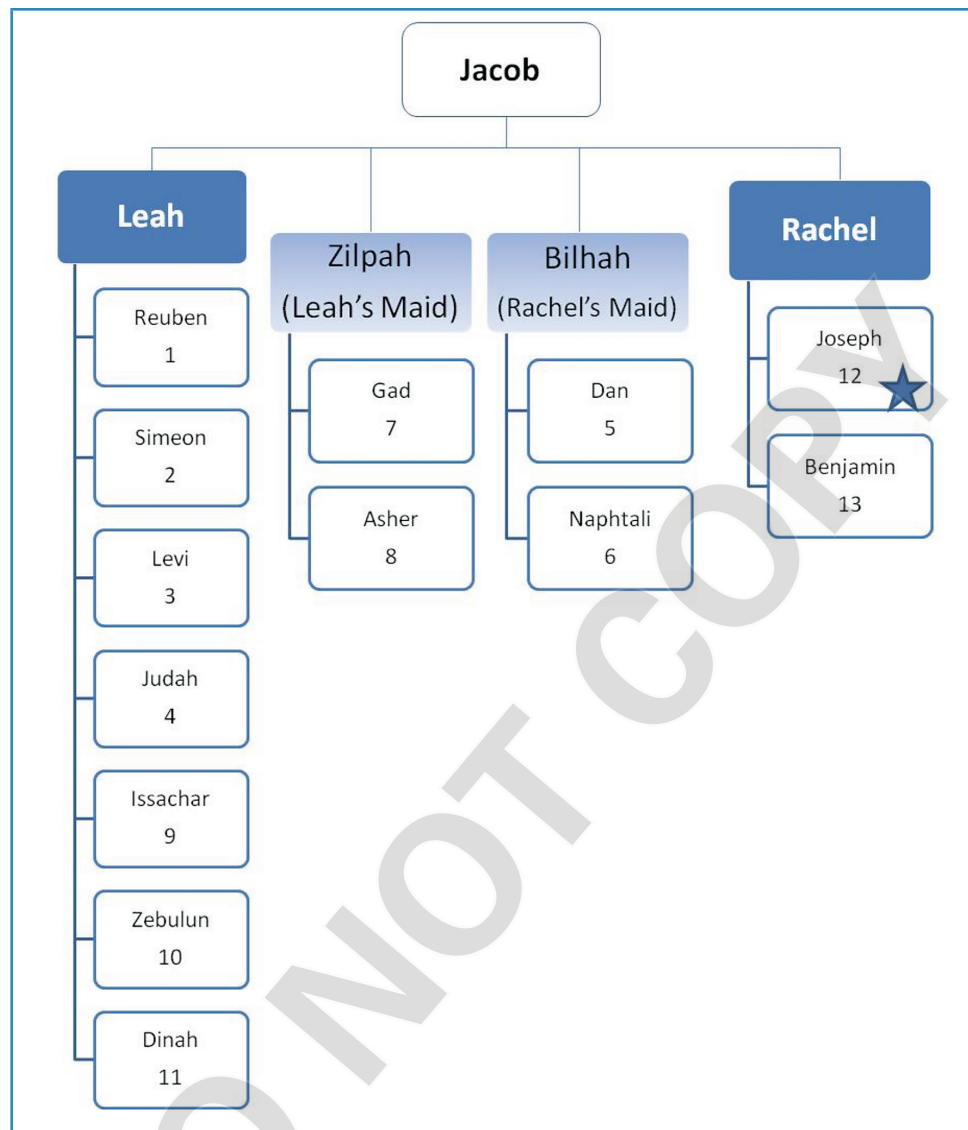 Jacob
Leah
Reuben
1
Simeon
2
Levi
3
Judah
4
Issachar
9
Zebulun
10
Dinah
11
Zilpah
(Leah's Maid)
Gad
7
Asher
8
Bilhah
(Rachel's Maid)
Dan
5
Naphtali
6
Rachel
Joseph
12
Benjamin
13
O NOT COPY